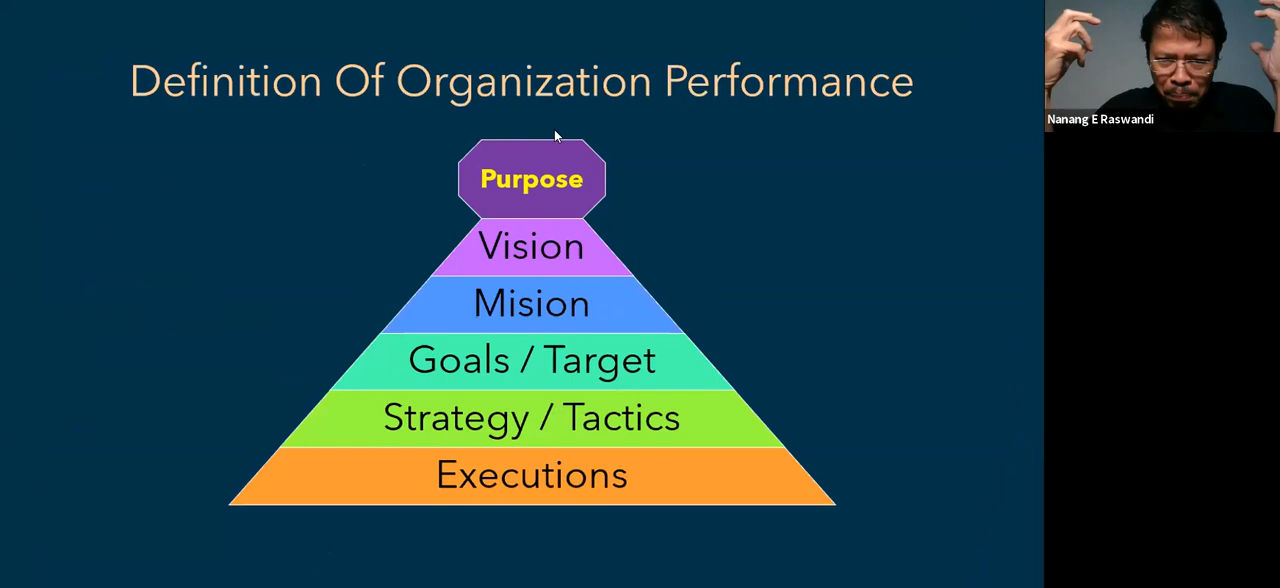 Definition Of Organization Performance
Nanang E Raswandi
Purpose
Vision
Mision
Goals / Target
Strategy / Tactics
Executions